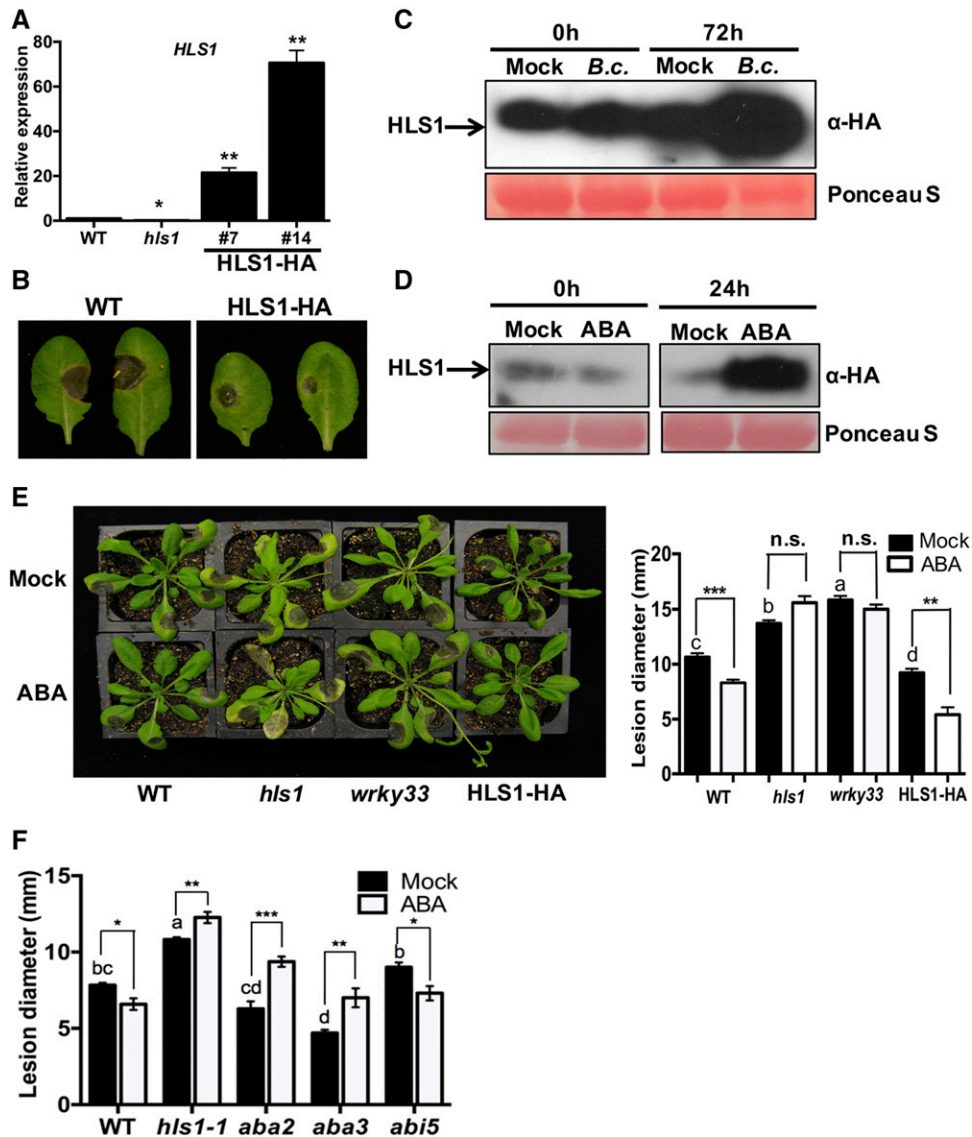 A
Relative expression
80
60
40
20
0
HLS1
*
**
**
WT
hls1
#7
#14
HLS1-HA
B
WT
HLS1-HA
C
0h
72h
Mock
B.c.
Mock
B.c.
HLS1
α-HA
Ponceau S
D
0h
24h
Mock
ABA
Mock
ABA
HLS1
α-HA
Ponceau S
E
Mock
ABA
WT
hls1
wrky33
HLS1-HA
Lesion diameter (mm)
20
15
10
5
0
n.s.
n.s.
Mock
ABA
***
**
c
b
a
d
WT
hls1
wrky33
HLS1-HA
F
Lesion diameter (mm)
15
10
5
0
Mock
ABA
*
**
***
**
*
bc
a
cd
d
b
WT
hls1-1
aba2
aba3
abi5